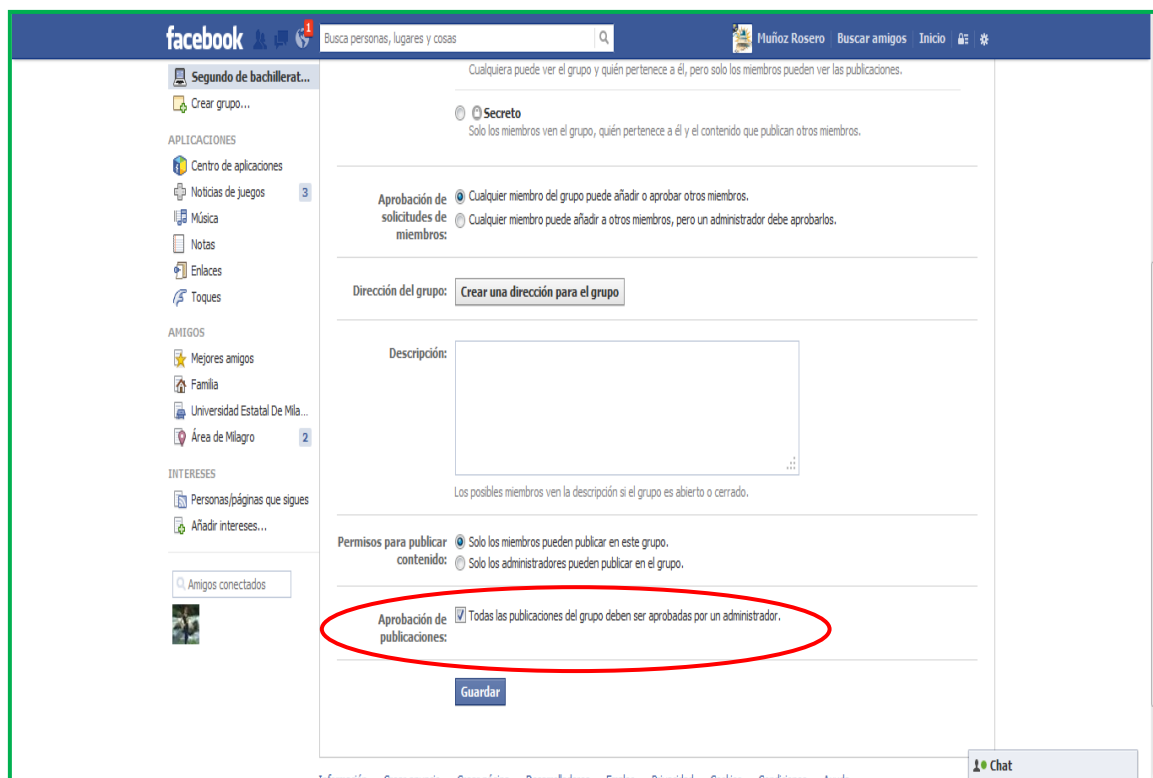 facebook
1
Busca personas, lugares y cosas
Muñoz Rosero
Buscar amigos
Inicio
Segundo de bachillerat...
Crear grupo...
APLICACIONES
Centro de aplicaciones
Noticias de juegos 3
Música
Notas
Enlaces
Toques
AMIGOS
Mejores amigos
Familia
Universidad Estatal De Mila...
Área de Milagro 2
INTERESES
Personas/páginas que sigues
Añadir intereses...
Amigos conectados
Cualquiera puede ver el grupo y quién pertenece a él, pero solo los miembros pueden ver las publicaciones.
Secreto
Solo los miembros ven el grupo, quién pertenece a él y el contenido que publican otros miembros.
Aprobación de
solicitudes de
miembros:
Cualquier miembro del grupo puede añadir o aprobar otros miembros.
Cualquier miembro puede añadir a otros miembros, pero un administrador debe aprobarlos.
Dirección del grupo:
Crear una dirección para el grupo
Descripción:
Los posibles miembros ven la descripción si el grupo es abierto o cerrado.
Permisos para publicar
contenido:
Solo los miembros pueden publicar en este grupo.
Solo los administradores pueden publicar en el grupo.
Aprobación de
publicaciones:
Todas las publicaciones del grupo deben ser aprobadas por un administrador.
Guardar
Chat